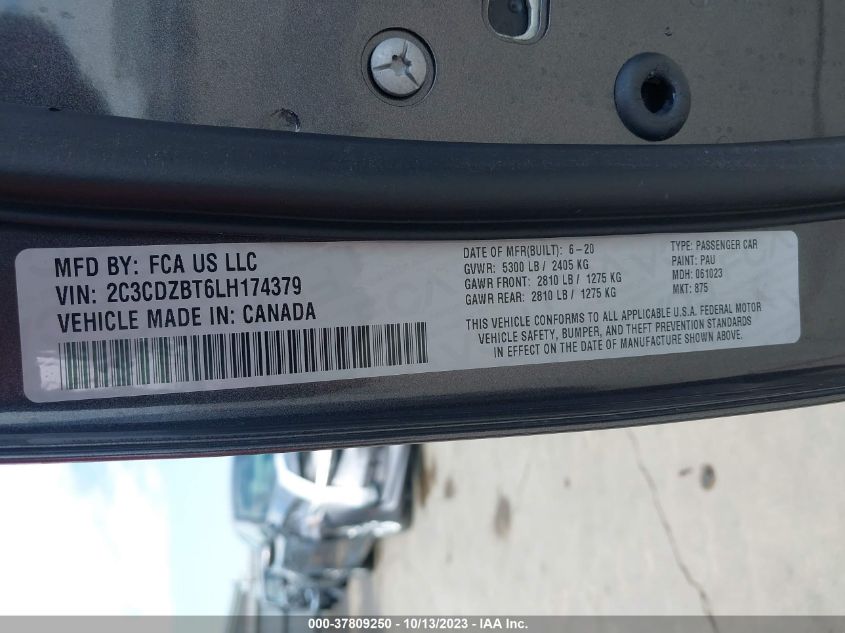 MFD BY: FCA US LLC
VIN: 2C3CDZBT6LH174379
VEHICLE MADE IN: CANADA
DATE OF MFR(BUILT): 6-20
GVWR: 5300 LB / 2405 KG
GAWR FRONT: 2810 LB / 1275 KG
GAWR REAR: 2810 LB / 1275 KG
TYPE: PASSENGER CAR
PAINT: PAU
MDH: 061023
MKT: 875
THIS VEHICLE CONFORMS TO ALL APPLICABLE U.S.A. FEDERAL MOTOR
VEHICLE SAFETY, BUMPER, AND THEFT PREVENTION STANDARDS
IN EFFECT ON THE DATE OF MANUFACTURE SHOWN ABOVE.
000-37809250 - 10/13/2023 - IAA Inc.